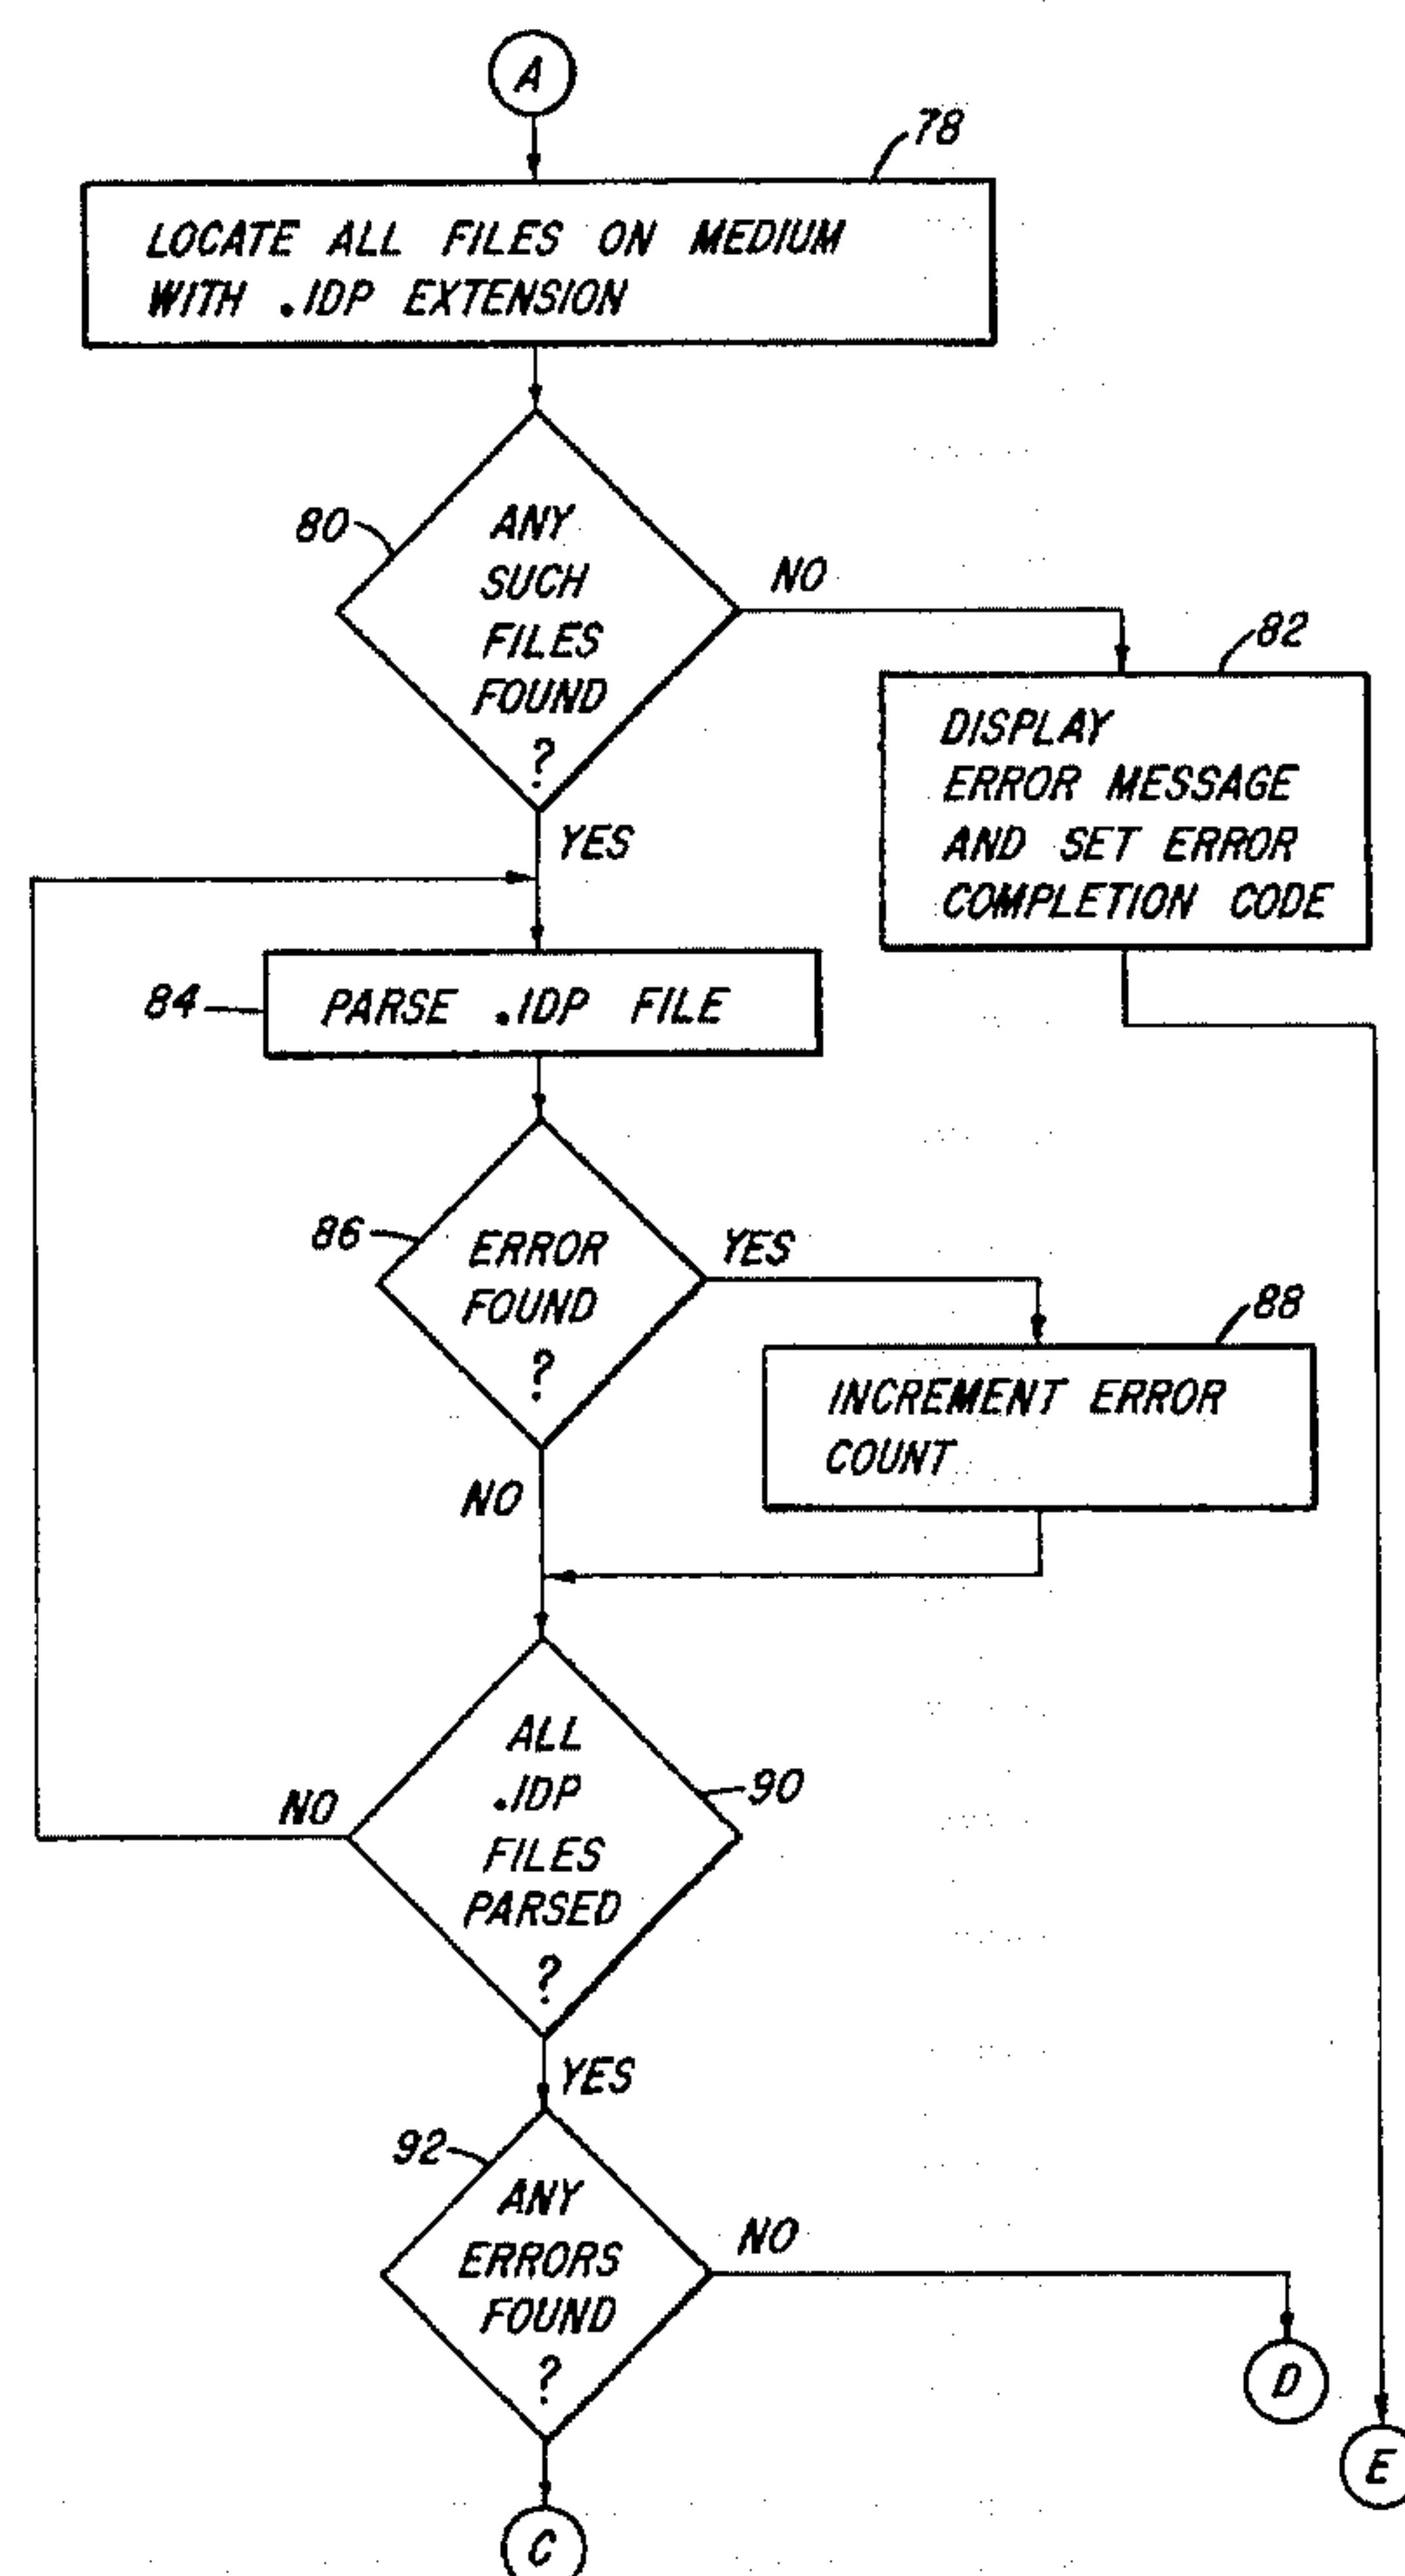 A
78
LOCATE ALL FILES ON MEDIUM
WITH .IDP EXTENSION
80
ANY
SUCH
FILES
FOUND
?
NO
82
DISPLAY
ERROR MESSAGE
AND SET ERROR
COMPLETION CODE
YES
84
PARSE .IDP FILE
86
ERROR
FOUND
?
YES
88
INCREMENT ERROR
COUNT
NO
ALL
.IDP
FILES
PARSED
?
90
NO
YES
92
ANY
ERRORS
FOUND
?
NO
D
E
C